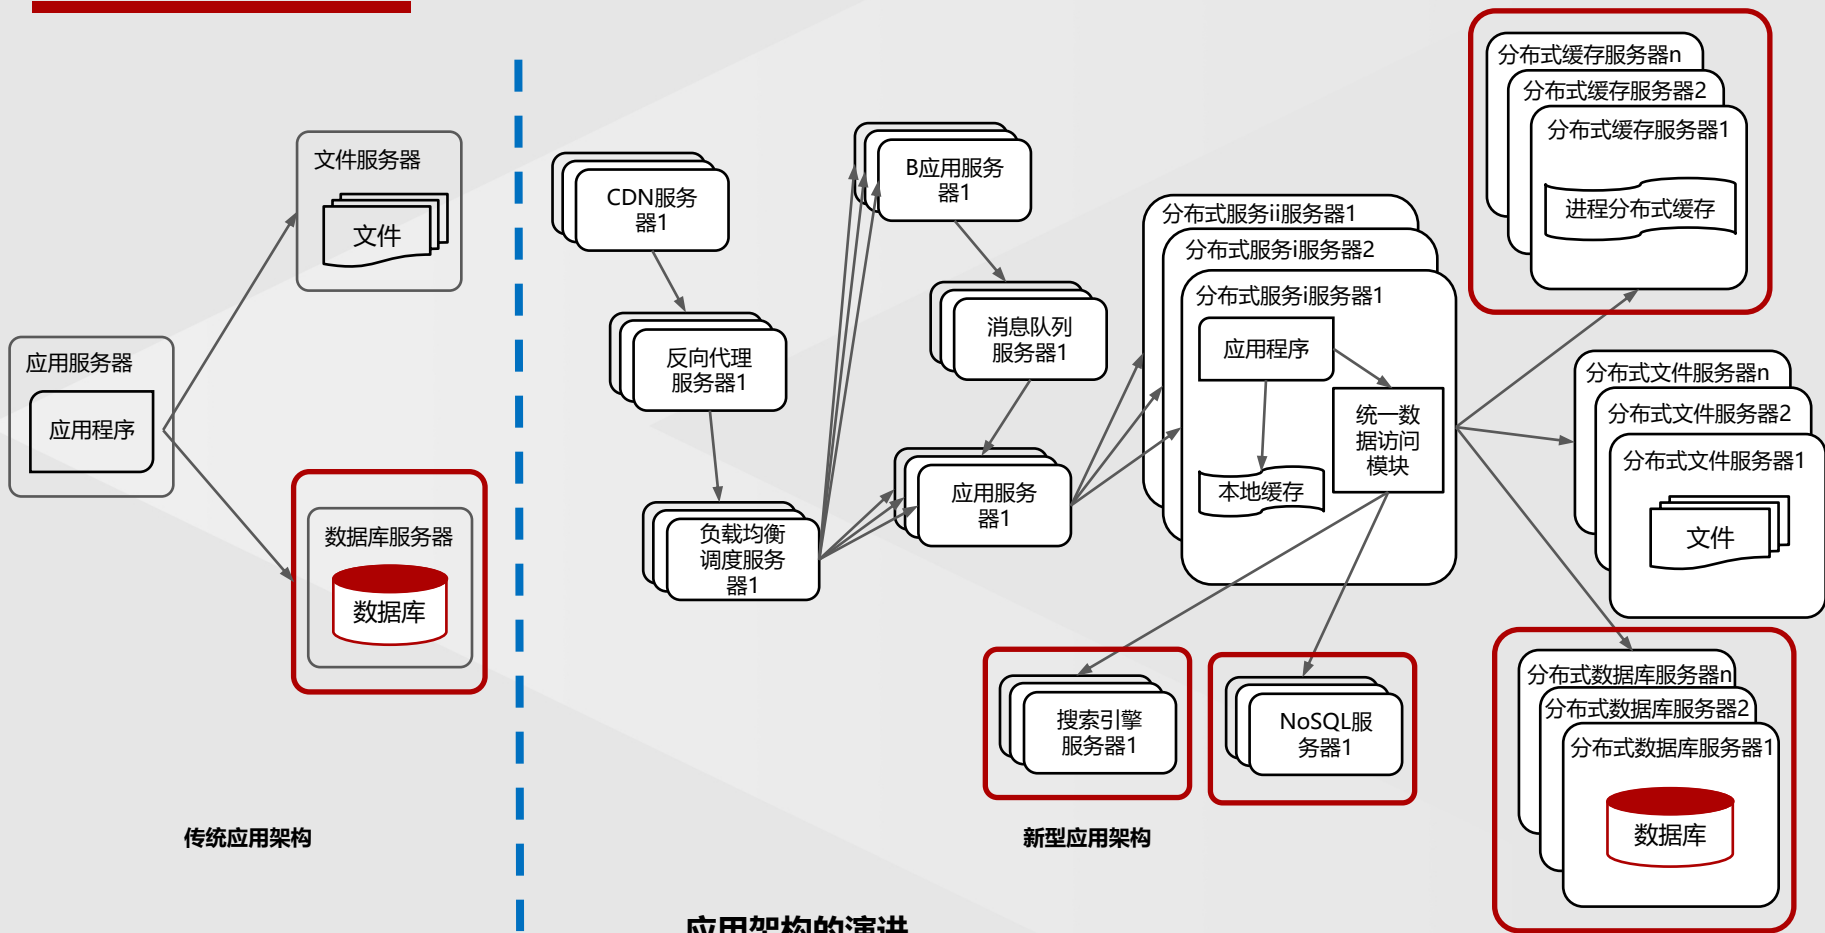 文件服务器
文件
应用服务器
应用程序
数据库服务器
数据库
传统应用架构
CDN服务
器1
反向代理
服务器1
负载均衡
调度服务
器1
B应用服务
器1
消息队列
服务器1
应用服务
器1
分布式服务ii服务器1
分布式服务i服务器2
分布式服务i服务器1
应用程序
统一数
据访问
模块
本地缓存
搜索引擎
服务器1
NoSQL服
务器1
分布式缓存服务器n
分布式缓存服务器2
分布式缓存服务器1
进程分布式缓存
分布式文件服务器n
分布式文件服务器2
分布式文件服务器1
文件
分布式数据库服务器n
分布式数据库服务器2
分布式数据库服务器1
数据库
新型应用架构
应用架构的演进